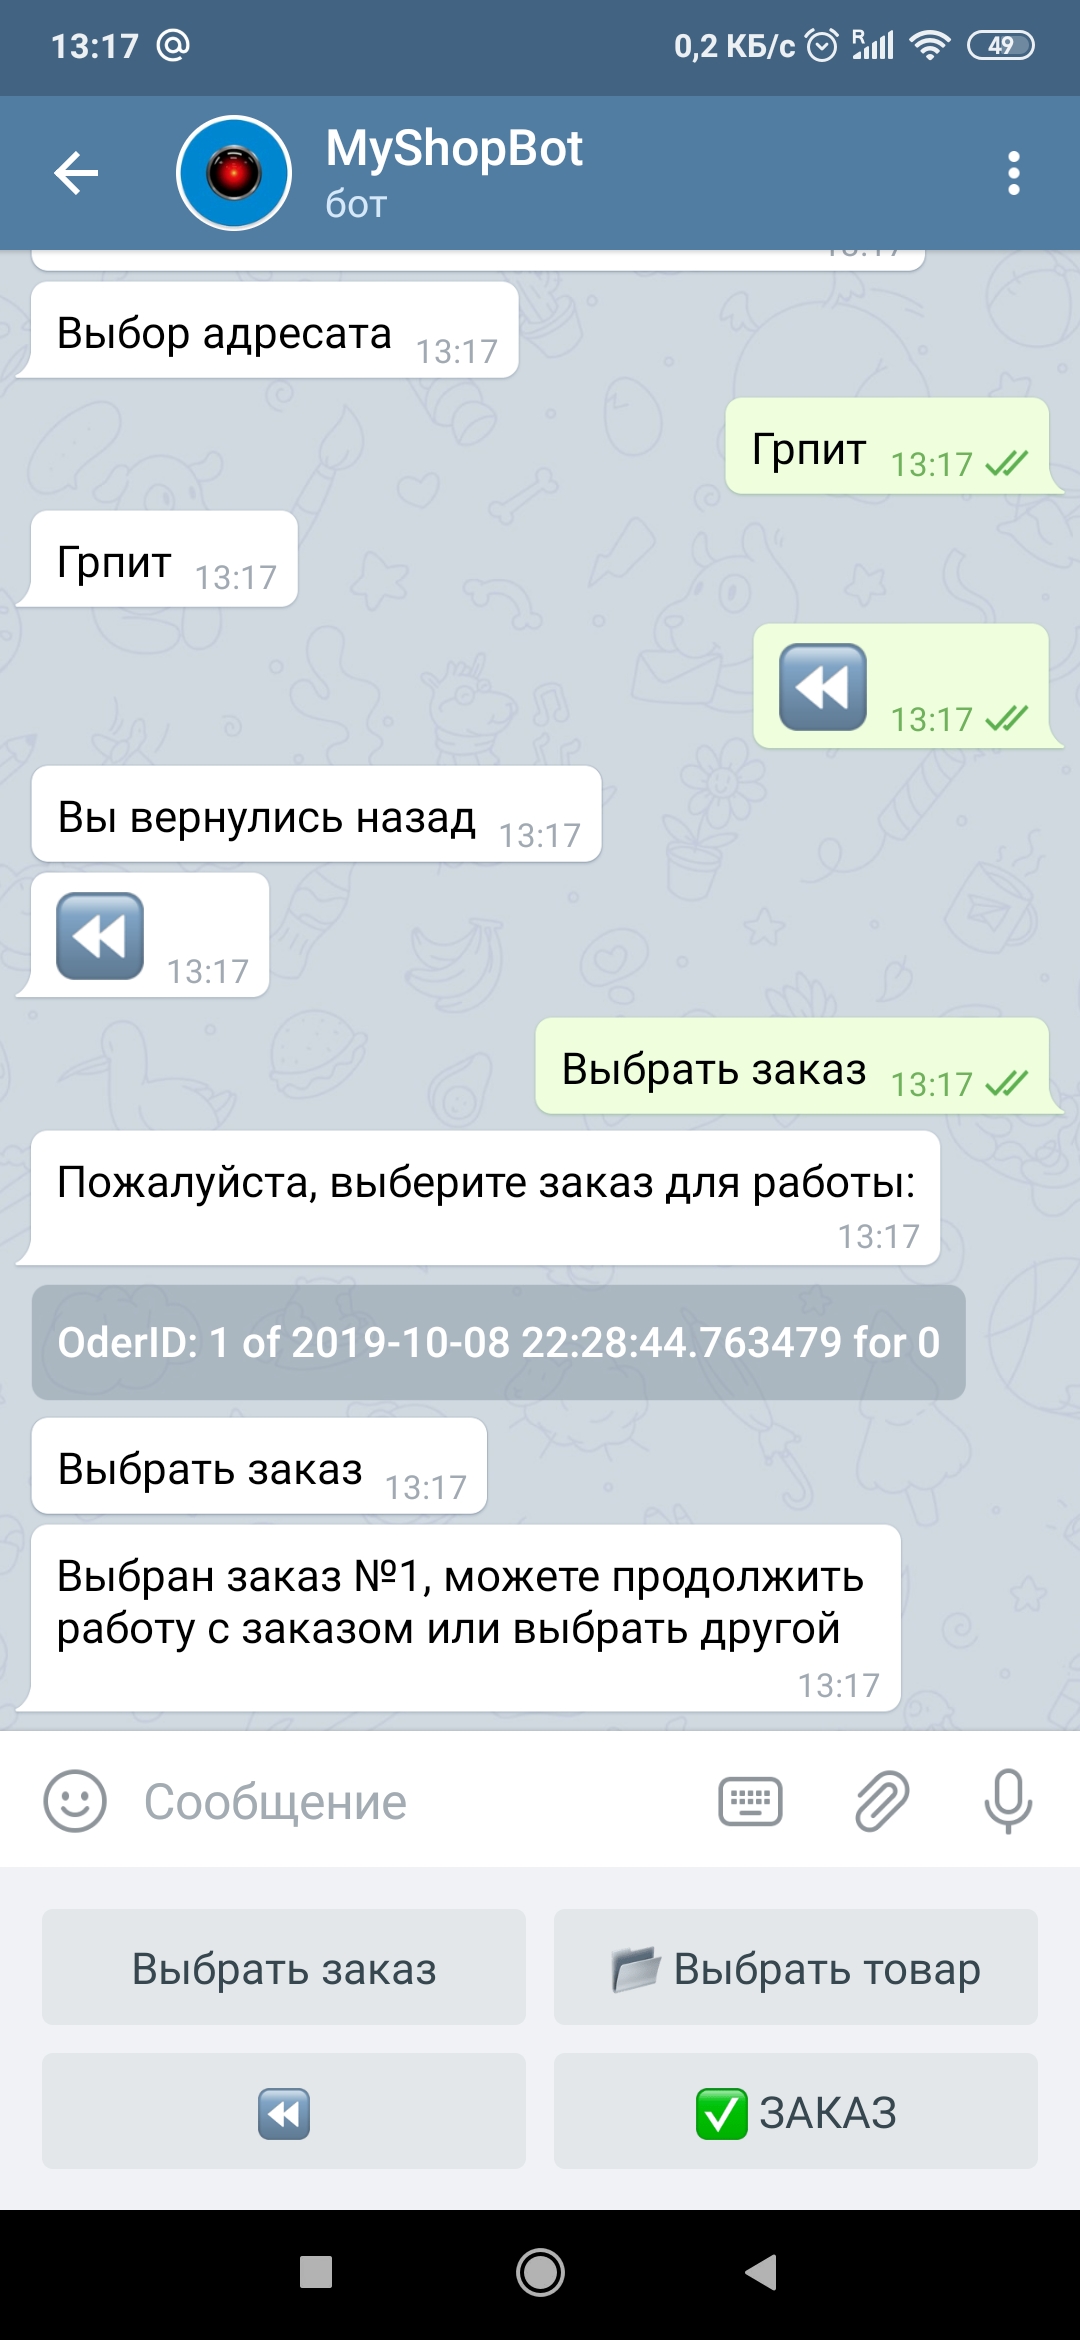 13:17 @ 0,2 КБ/с R 49
MyShopBot
бот
Выбор адресата 13:17
Грпит 13:17
Грпит 13:17
13:17
Вы вернулись назад 13:17
13:17
Выбрать заказ 13:17
Пожалуйста, выберите заказ для работы:
13:17
OderID: 1 of 2019-10-08 22:28:44.763479 for 0
Выбрать заказ 13:17
Выбран заказ №1, можете продолжить
работу с заказом или выбрать другой
13:17
Сообщение
Выбрать заказ
Выбрать товар
ЗАКАЗ